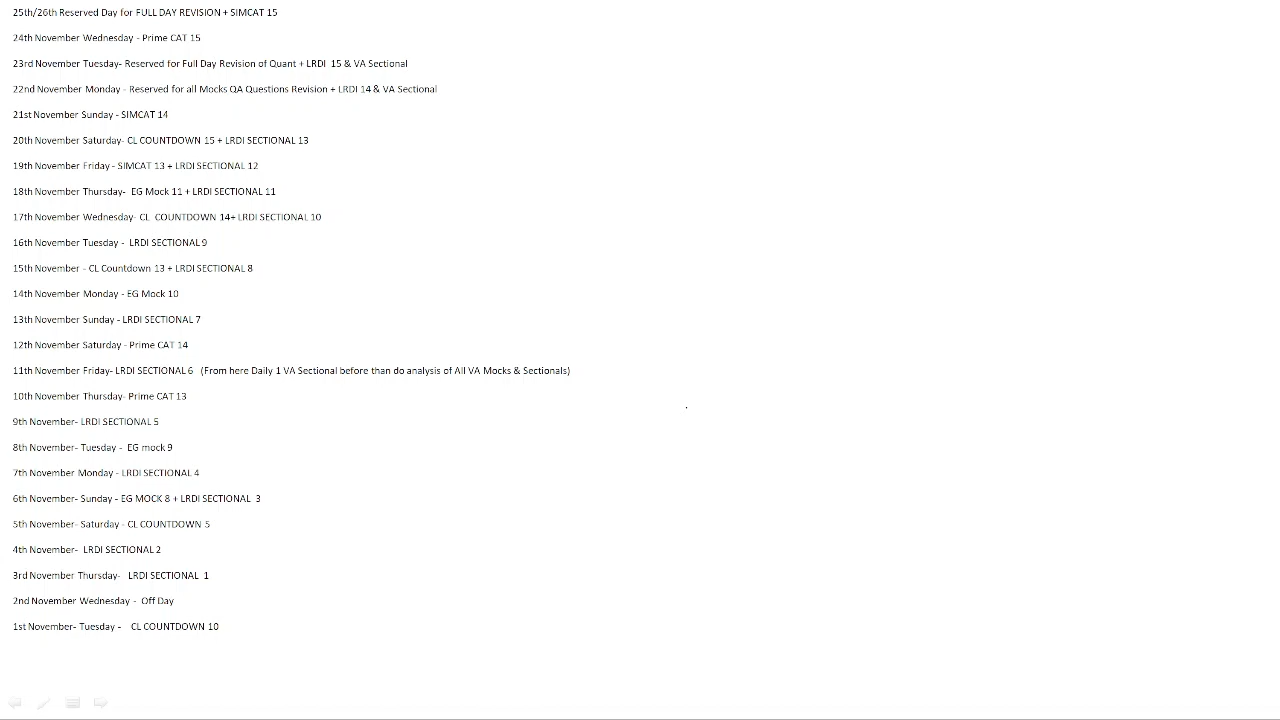 25th/26th Reserved Day for FULL DAY REVISION + SIMCAT 15
24th November Wednesday - Prime CAT 15
23rd November Tuesday- Reserved for Full Day Revision of Quant + LRDI  15 & VA Sectional
22nd November Monday - Reserved for all Mocks QA Questions Revision + LRDI 14 & VA Sectional
21st November Sunday - SIMCAT 14
20th November Saturday- CL COUNTDOWN 15 + LRDI SECTIONAL 13
19th November Friday - SIMCAT 13 + LRDI SECTIONAL 12
18th November Thursday-  EG Mock 11 + LRDI SECTIONAL 11
17th November Wednesday- CL  COUNTDOWN 14+ LRDI SECTIONAL 10
16th November Tuesday -  LRDI SECTIONAL 9
15th November - CL Countdown 13 + LRDI SECTIONAL 8
14th November Monday - EG Mock 10
13th November Sunday - LRDI SECTIONAL 7
12th November Saturday - Prime CAT 14
11th November Friday- LRDI SECTIONAL 6   (From here Daily 1 VA Sectional before than do analysis of All VA Mocks & Sectionals)
10th November Thursday- Prime CAT 13
9th November- LRDI SECTIONAL 5
8th November- Tuesday -  EG mock 9
7th November Monday - LRDI SECTIONAL 4
6th November- Sunday - EG MOCK 8 + LRDI SECTIONAL  3
5th November- Saturday - CL COUNTDOWN 5
4th November-  LRDI SECTIONAL 2
3rd November Thursday-   LRDI SECTIONAL  1
2nd November Wednesday -  Off Day
1st November- Tuesday -   CL COUNTDOWN 10